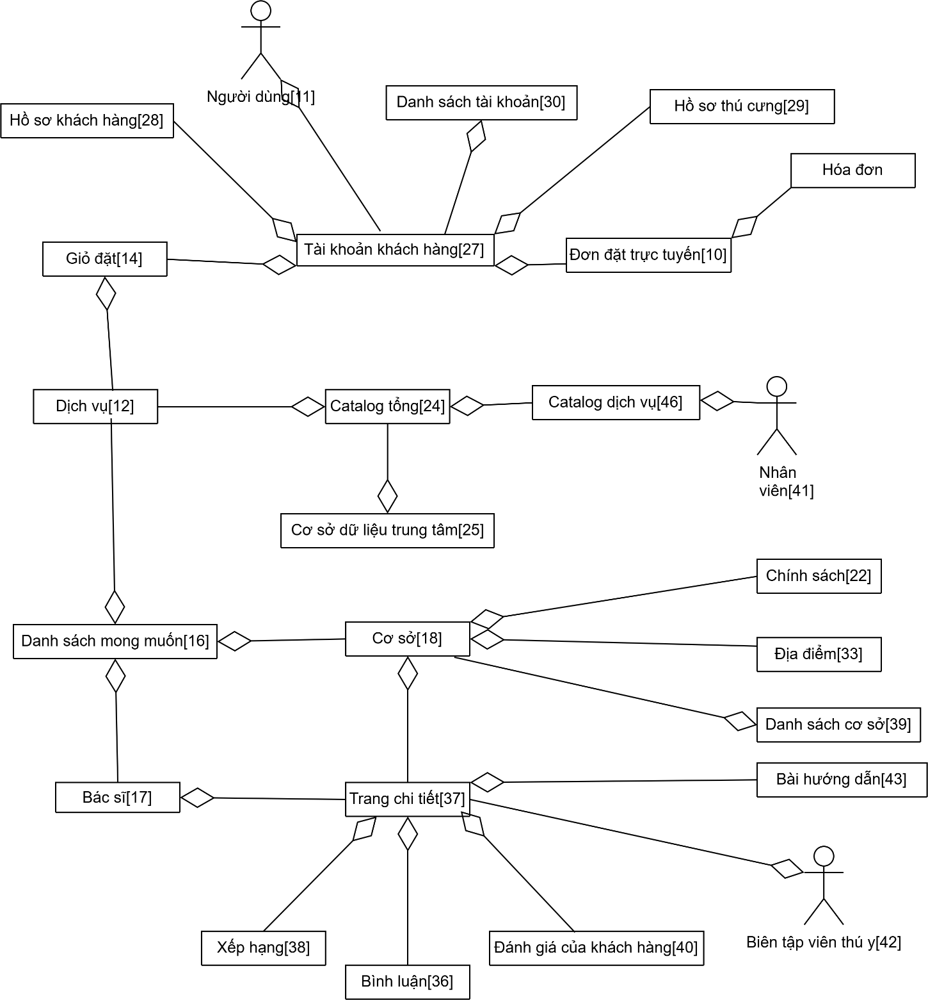 Người dùng[11]
Danh sách tài khoản[30]
Hồ sơ thú cưng[29]
Hồ sơ khách hàng[28]
Hóa đơn
Tài khoản khách hàng[27]
Đơn đặt trực tuyến[10]
Giỏ đặt[14]
Dịch vụ[12]
Catalog tổng[24]
Catalog dịch vụ[46]
Nhân
viên[41]
Cơ sở dữ liệu trung tâm[25]
Chính sách[22]
Danh sách mong muốn[16]
Cơ sở[18]
Địa điểm[33]
Danh sách cơ sở[39]
Bài hướng dẫn[43]
Bác sĩ[17]
Trang chi tiết[37]
Biên tập viên thú y[42]
Xếp hạng[38]
Đánh giá của khách hàng[40]
Bình luận[36]